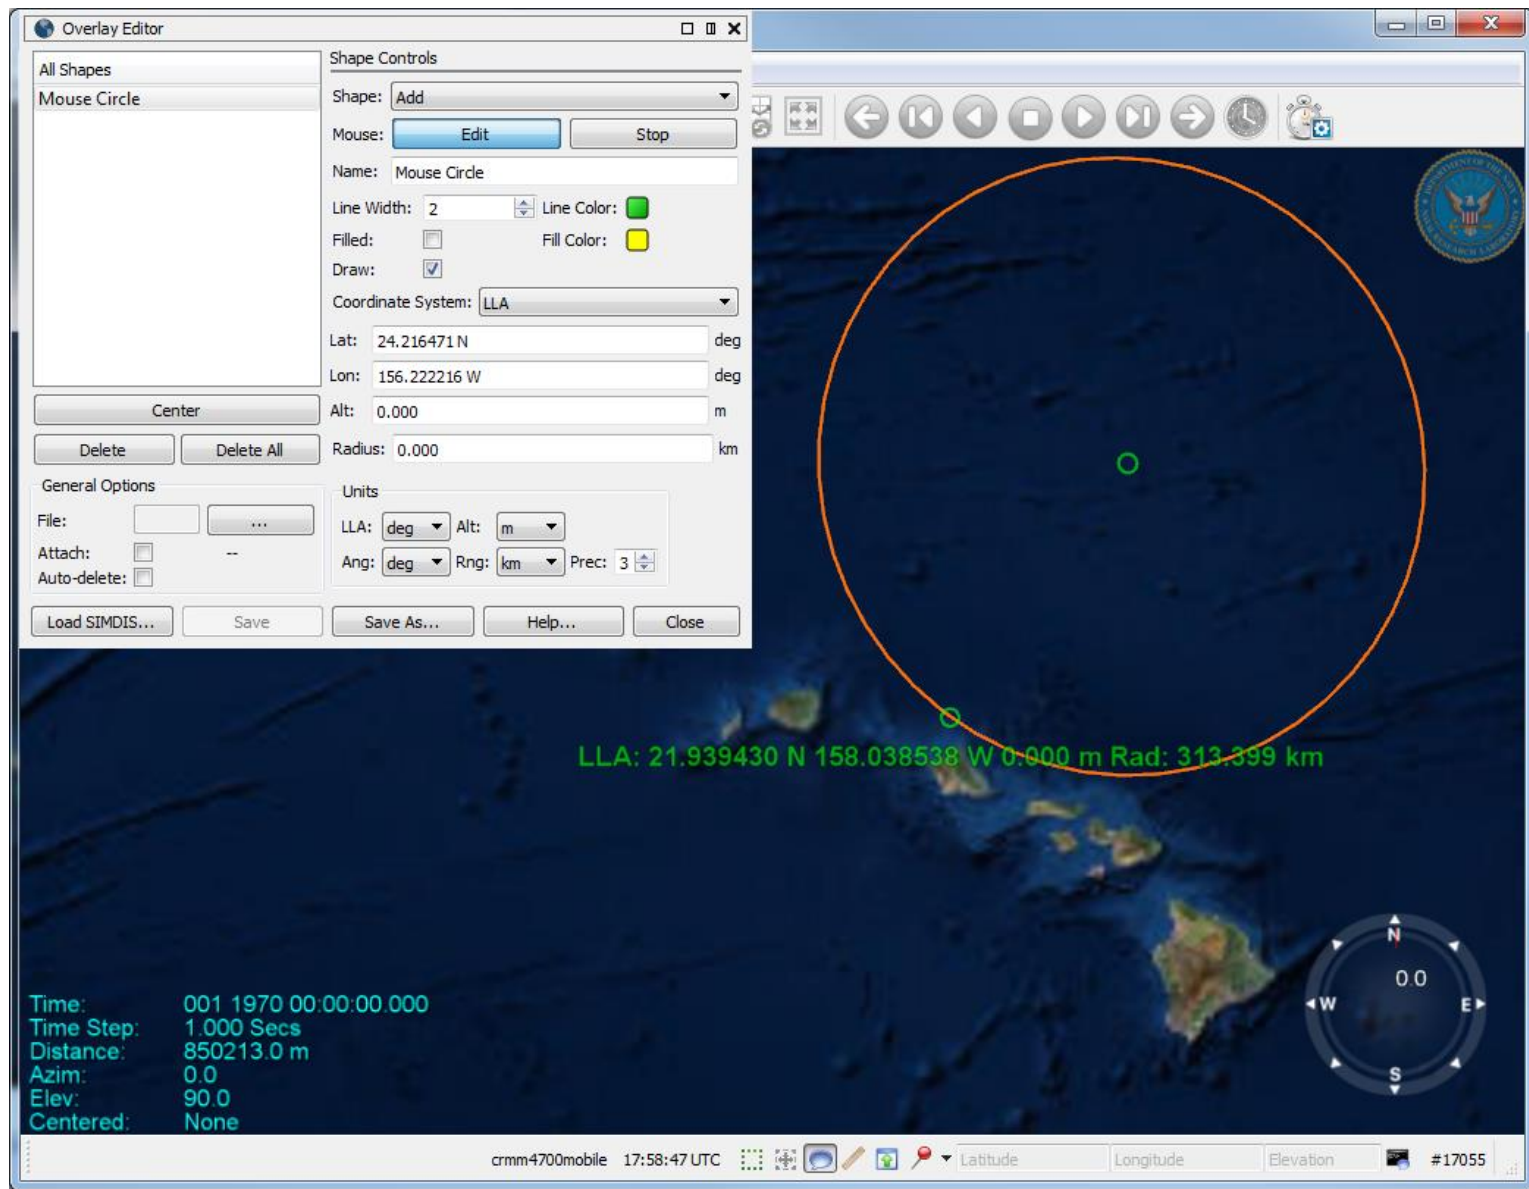 Overlay Editor
All Shapes
Mouse Circle
Center
Delete
Delete All
General Options
File:
...
Attach:
--
Auto-delete:
Shape Controls
Shape: Add
Mouse: Edit Stop
Name: Mouse Circle
Line Width: 2 Line Color:
Filled: Fill Color:
Draw:
Coordinate System: LLA
Lat: 24.216471 N deg
Lon: 156.222216 W deg
Alt: 0.000 m
Radius: 0.000 km
Units
LLA: deg Alt: m
Ang: deg Rng: km Prec: 3
Load SIMDIS... Save Save As... Help... Close
LLA: 21.939430 N 158.038538 W 0.000 m Rad: 313.399 km
Time: 001 1970 00:00:00.000
Time Step: 1.000 Secs
Distance: 850213.0 m
Azim: 0.0
Elev: 90.0
Centered: None
N
0.0
W E
S
crmm4700mobile 17:58:47 UTC Latitude Longitude Elevation #17055